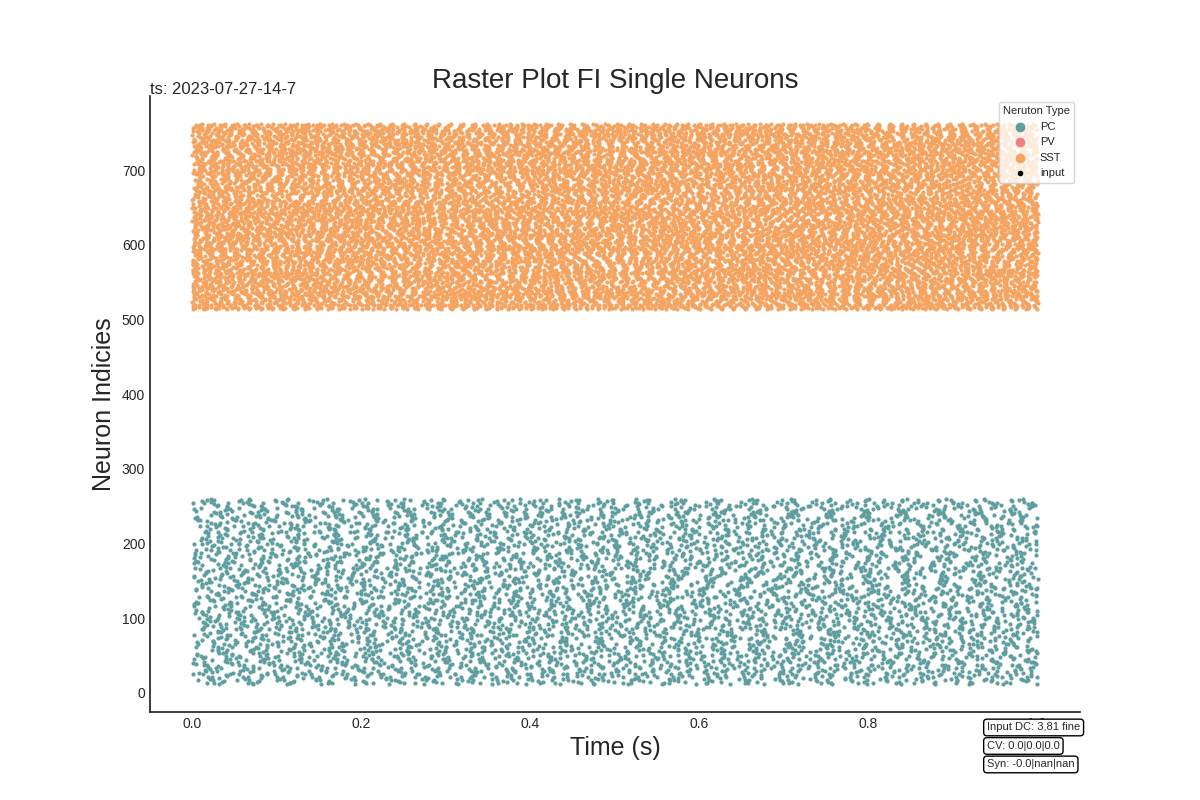 Raster Plot FI Single Neurons
ts: 2023-07-27-14-7
Neruton Type
PC
PV
SST
input
Neuron Indicies
700
600
500
400
300
200
100
0
0.0 0.2 0.4 0.6 0.8
Time (s)
Input DC: 3,81 fine
CV: 0.0|0.0|0.0
Syn: -0.0|nan|nan